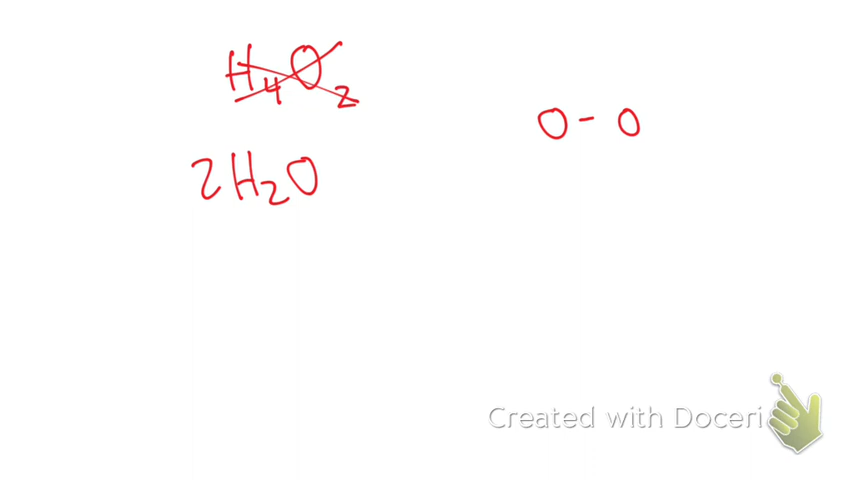 H₄O₂
O - O
2H₂O
Created with Doceri